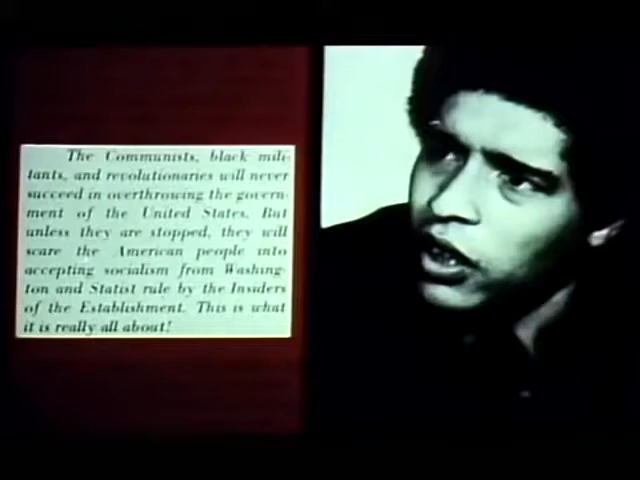 The Communists, black mili-
tants, and revolutionaries will never
succeed in overthrowing the govern-
ment of the United States. But
unless they are stopped, they will
scare the American people into
accepting socialism from Washing-
ton and Statist rule by the Insiders
of the Establishment. This is what
it is really all about!